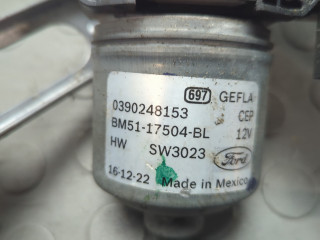 697 GEFLA
0390248153 CEP
BM51-17504-BL 12V
HW SW3023 Ford
16-12-22 Made in Mexico